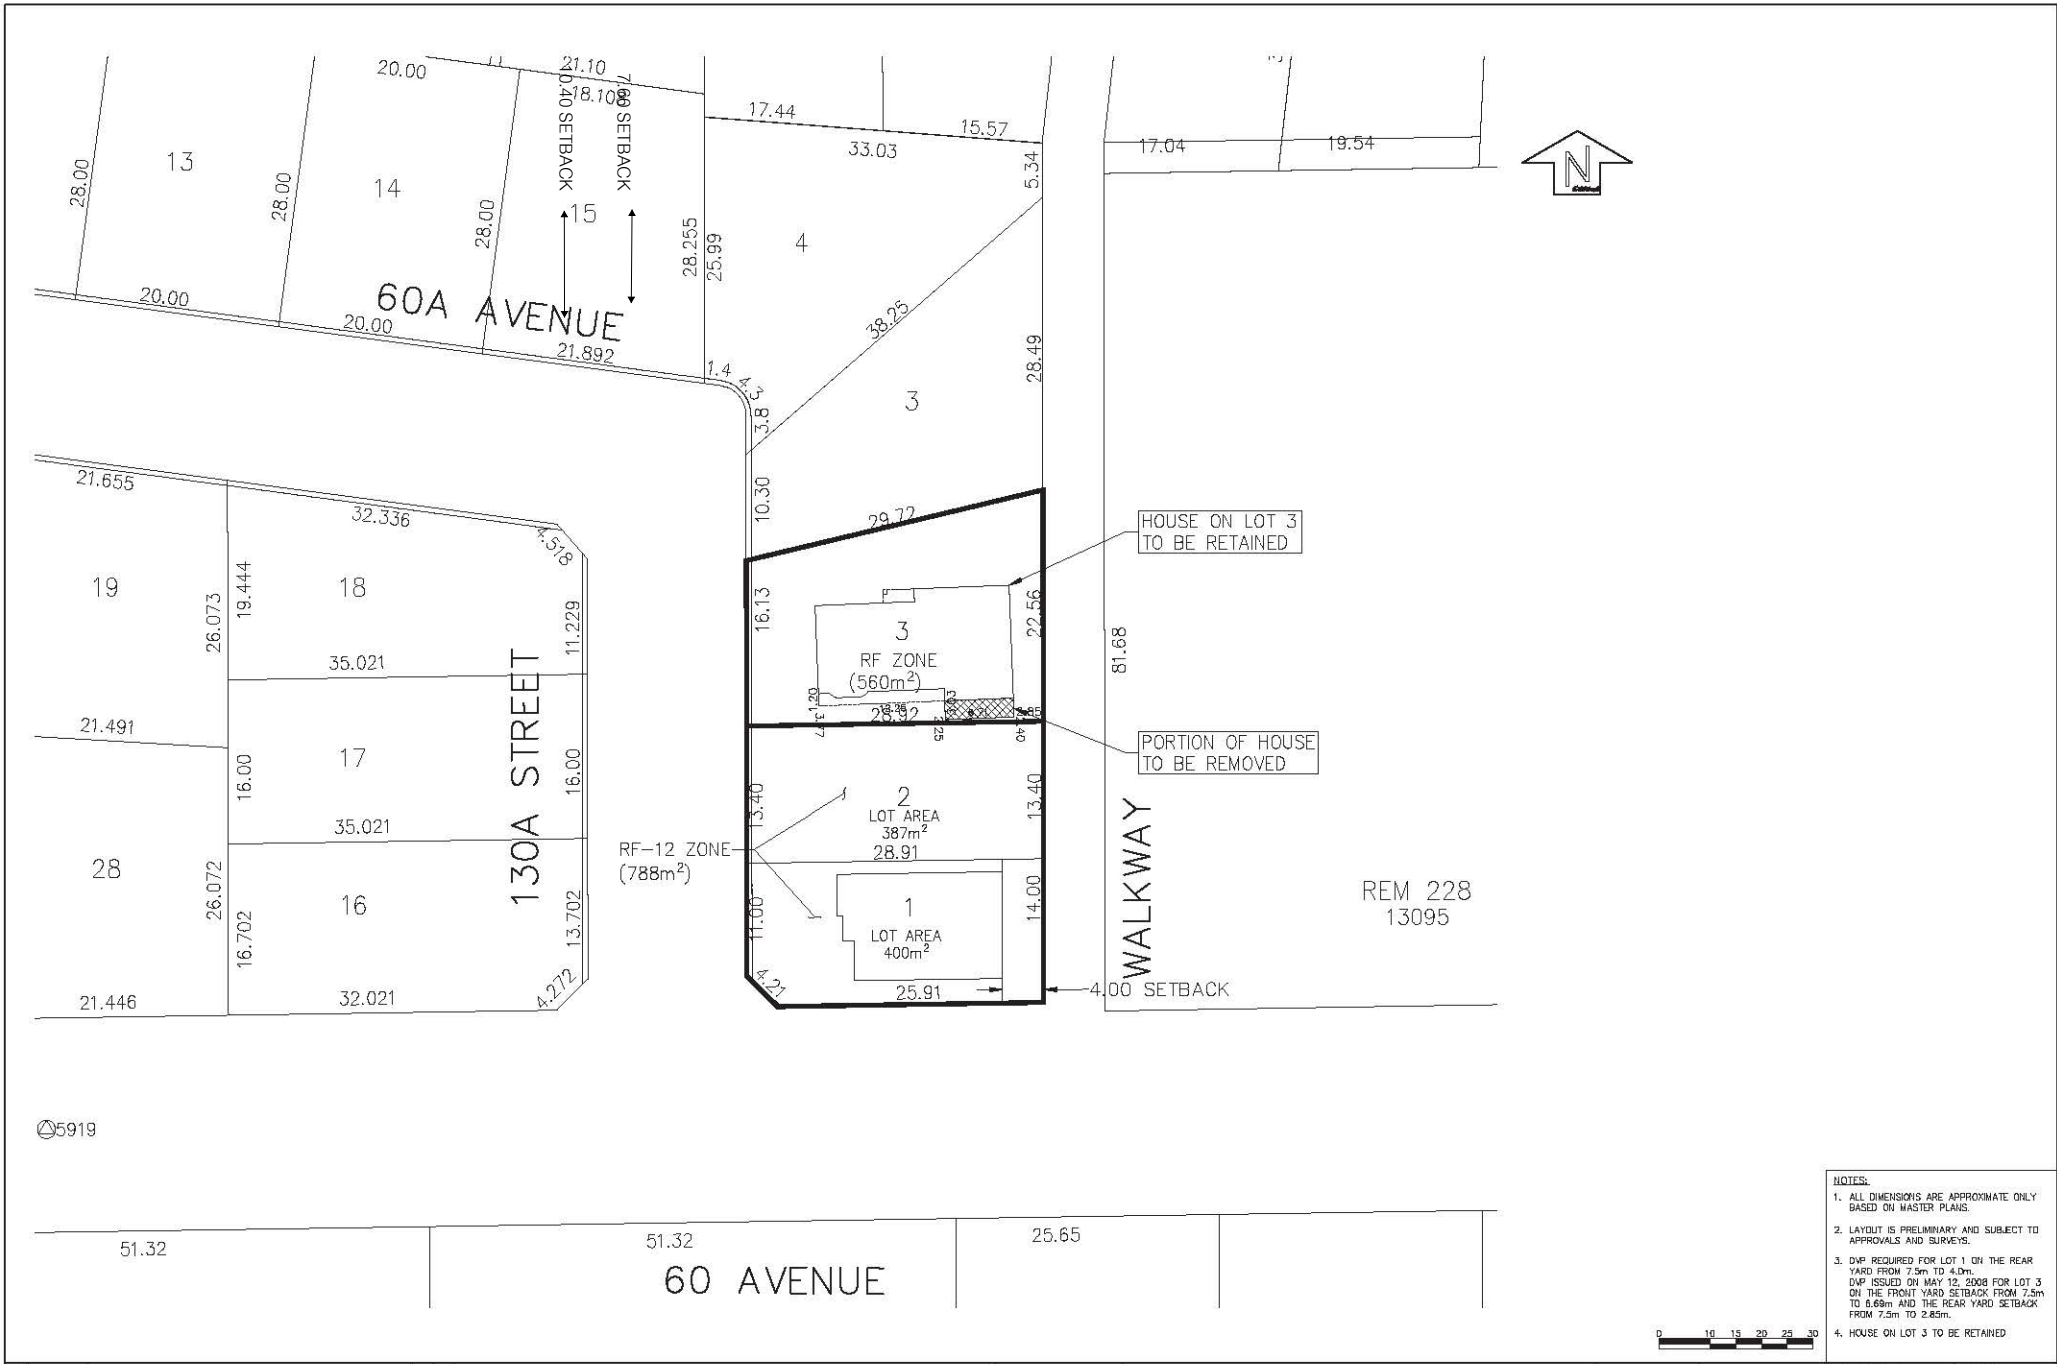 21.10
20.00
18.10
10.40 SETBACK
7.60 SETBACK
17.44
15.57
33.03
5.34
17.04
19.54
N
13
14
15
28.00
28.00
28.00
28.255
25.99
4
38.25
28.49
3
20.00
20.00
21.892
60A AVENUE
1.4
4.3
3.8
10.30
21.655
32.336
4.518
29.72
HOUSE ON LOT 3
TO BE RETAINED
19
18
26.073
19.444
11.229
16.13
22.56
3
RF ZONE
(560m²)
81.68
35.021
130A STREET
1.20
3.77
28.92
2.85
PORTION OF HOUSE
TO BE REMOVED
21.491
17
16.00
16.00
13.40
13.40
2
LOT AREA
387m²
28.91
RF-12 ZONE
(788m²)
35.021
WALKWAY
28
16
26.072
16.702
13.702
11.00
14.00
1
LOT AREA
400m²
REM 228
13095
4.272
4.21
25.91
4.00 SETBACK
21.446
32.021
5919
51.32
51.32
25.65
60 AVENUE
NOTES:
1. ALL DIMENSIONS ARE APPROXIMATE ONLY
BASED ON MASTER PLANS.
2. LAYOUT IS PRELIMINARY AND SUBJECT TO
APPROVALS AND SURVEYS.
3. DVP REQUIRED FOR LOT 1 ON THE REAR
YARD FROM 7.5m TO 4.0m.
DVP ISSUED ON MAY 12, 2008 FOR LOT 3
ON THE FRONT YARD SETBACK FROM 7.5m
TO 6.69m AND THE REAR YARD SETBACK
FROM 7.5m TO 2.85m.
4. HOUSE ON LOT 3 TO BE RETAINED
0 10 15 20 25 30